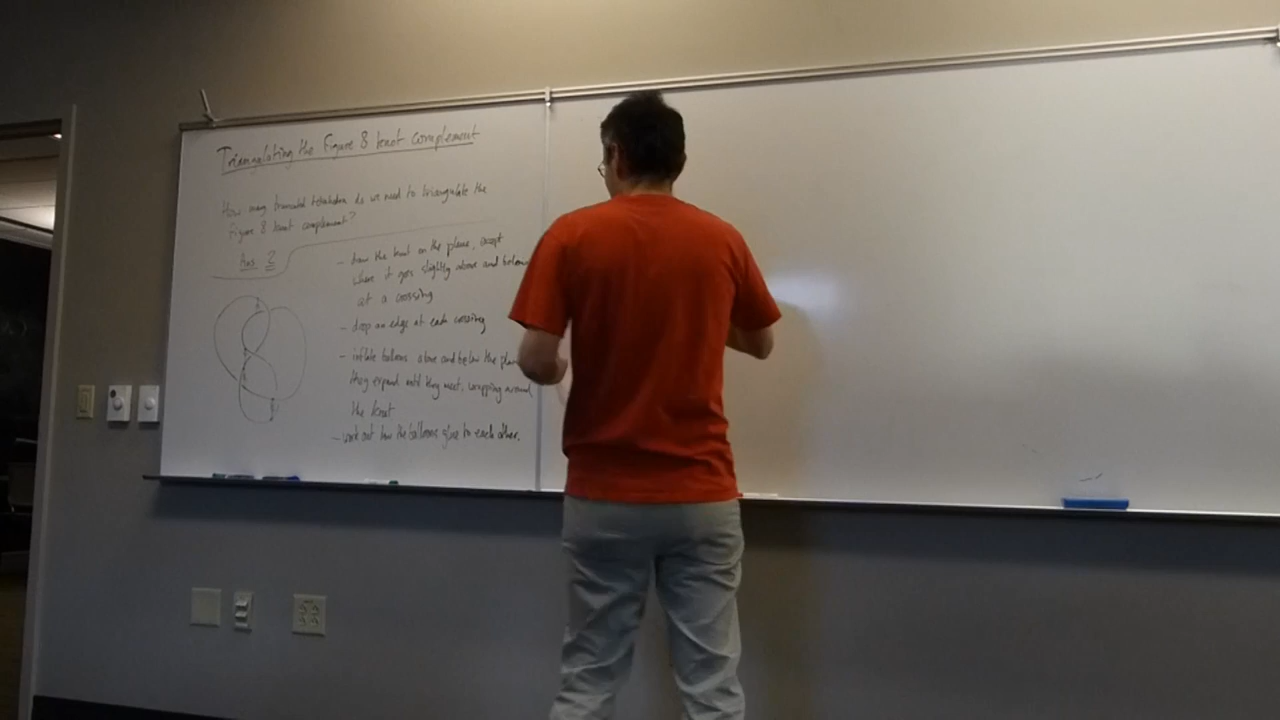 Triangulating the Figure 8 knot complement
How many truncated tetrahedra do we need to triangulate the
Figure 8 knot complement?
Ans 2
- draw the knot on the plane, except
where it goes slightly above and below
at a crossing
- drop an edge at each crossing
- inflate balloons above and below the plane
they expand until they meet, wrapping around
the knot
- work out how the balloons glue to each other.